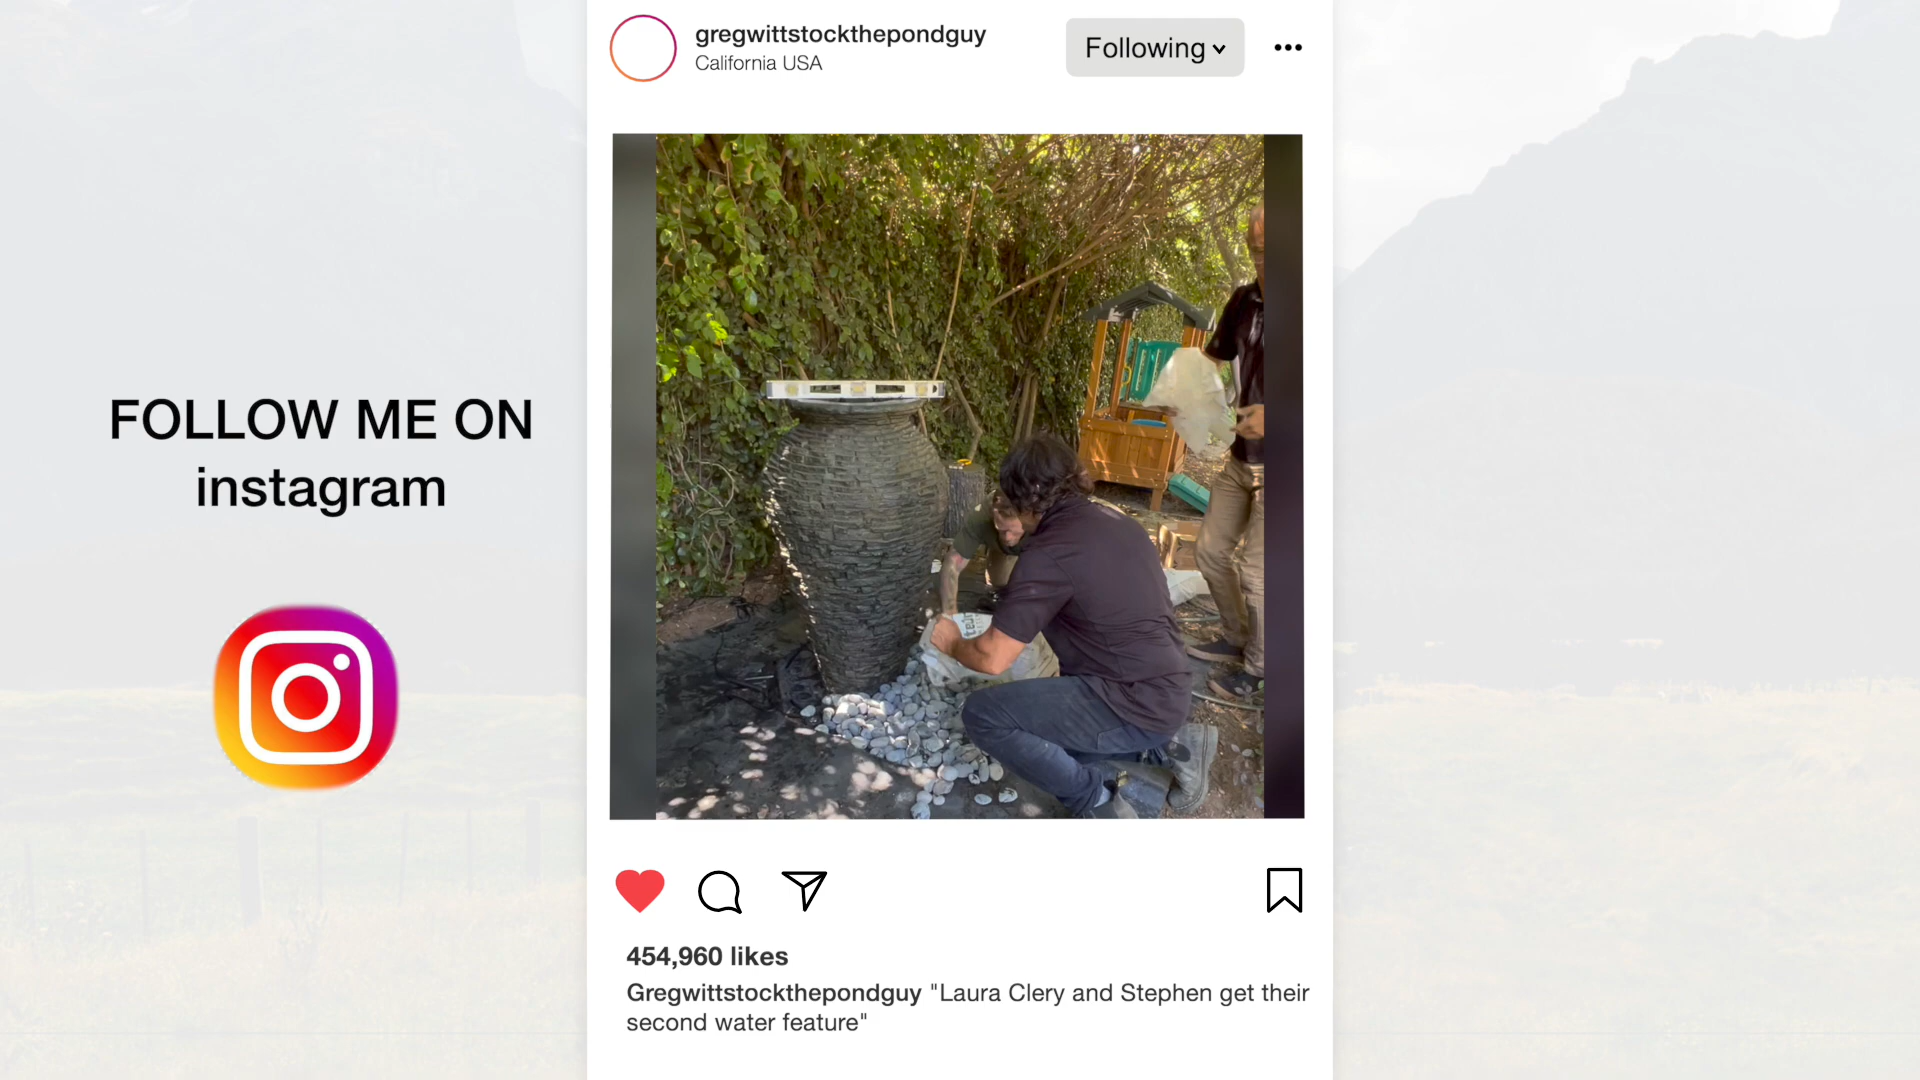 gregwittstockthepondguy
California USA
Following
FOLLOW ME ON
instagram
454,960 likes
Gregwittstockthepondguy "Laura Clery and Stephen get their
second water feature"